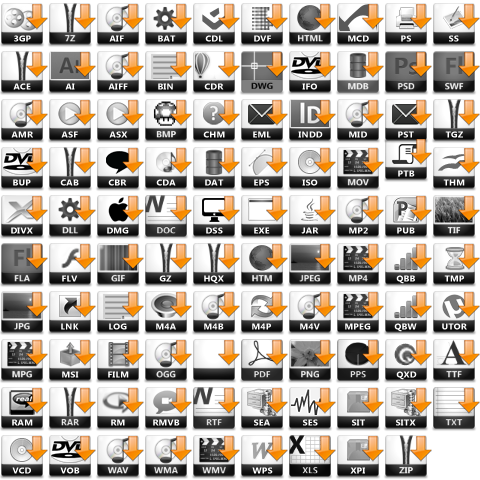 3GP 7Z AIF BAT CDL DVF HTML MCD PS SS
ACE AI AIFF BIN CDR DWG IFO MDB PSD SWF
AMR ASF ASX BMP CHM EML INDD MID PST TGZ
BUP CAB CBR CDA DAT EPS ISO MOV PTB THM
DIVX DLL DMG DOC DSS EXE JAR MP2 PUB TIF
FLA FLV GIF GZ HQX HTM JPEG MP4 QBB TMP
JPG LNK LOG M4A M4B M4P M4V MPEG QBW UTOR
MPG MSI FILM OGG PDF PNG PPS QXD TTF
RAM RAR RM RMVB RTF SEA SES SIT SITX TXT
VCD VOB WAV WMA WMV WPS XLS XPI ZIP